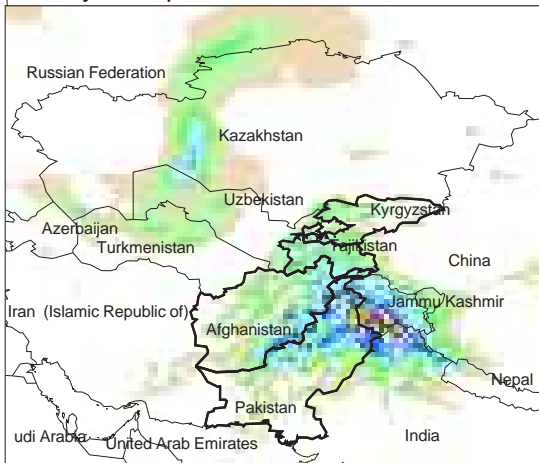 Russian Federation
Kazakhstan
Uzbekistan
Kyrgyzstan
Azerbaijan
Turkmenistan
Tajikistan
China
Iran (Islamic Republic of)
Jammu Kashmir
Afghanistan
Nepal
Pakistan
udi Arabia
United Arab Emirates
India